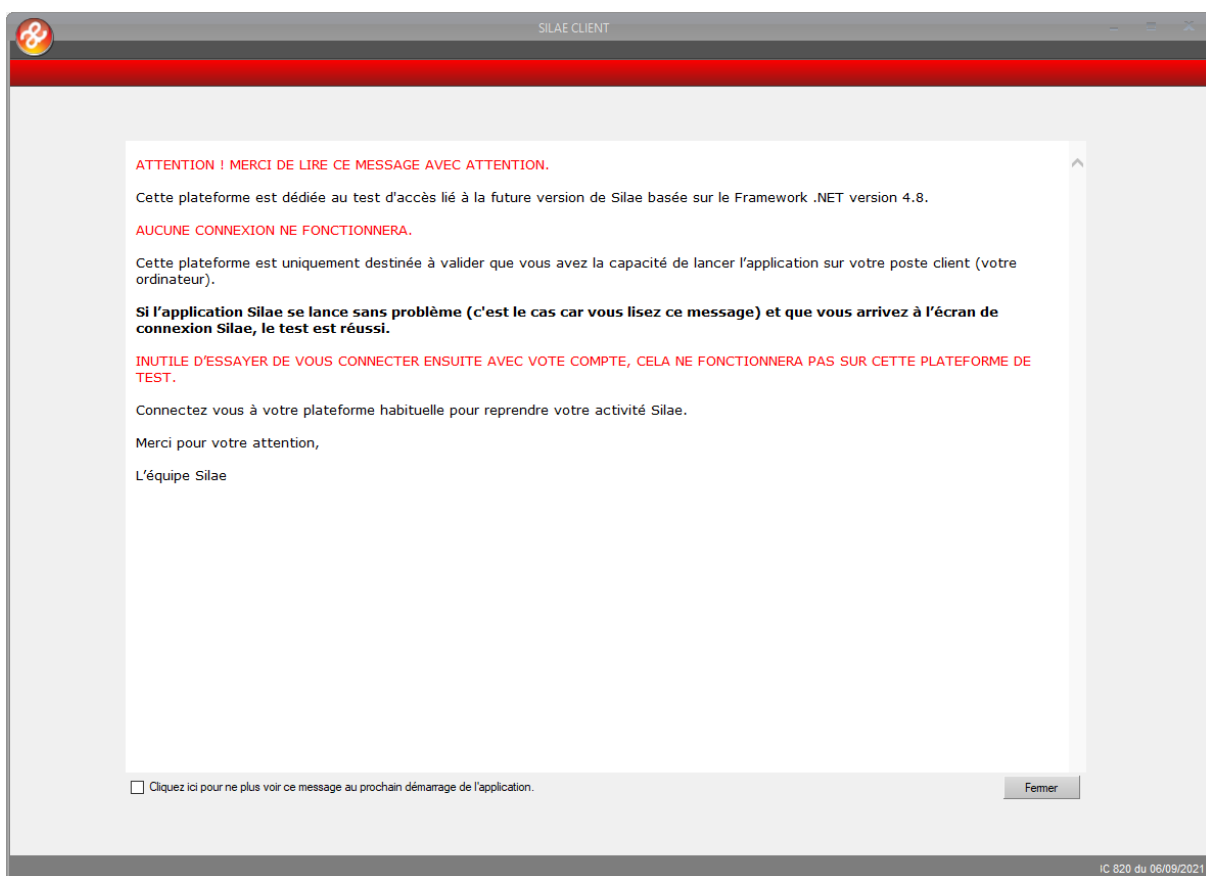 SILAE CLIENT
ATTENTION ! MERCI DE LIRE CE MESSAGE AVEC ATTENTION.
Cette plateforme est dédiée au test d'accès lié à la future version de Silae basée sur le Framework .NET version 4.8.
AUCUNE CONNEXION NE FONCTIONNERA.
Cette plateforme est uniquement destinée à valider que vous avez la capacité de lancer l’application sur votre poste client (votre
ordinateur).
Si l’application Silae se lance sans problème (c'est le cas car vous lisez ce message) et que vous arrivez à l’écran de
connexion Silae, le test est réussi.
INUTILE D’ESSAYER DE VOUS CONNECTER ENSUITE AVEC VOTE COMPTE, CELA NE FONCTIONNERA PAS SUR CETTE PLATEFORME DE
TEST.
Connectez vous à votre plateforme habituelle pour reprendre votre activité Silae.
Merci pour votre attention,
L’équipe Silae
Cliquez ici pour ne plus voir ce message au prochain démarrage de l'application.
Fermer
IC 820 du 06/09/2021